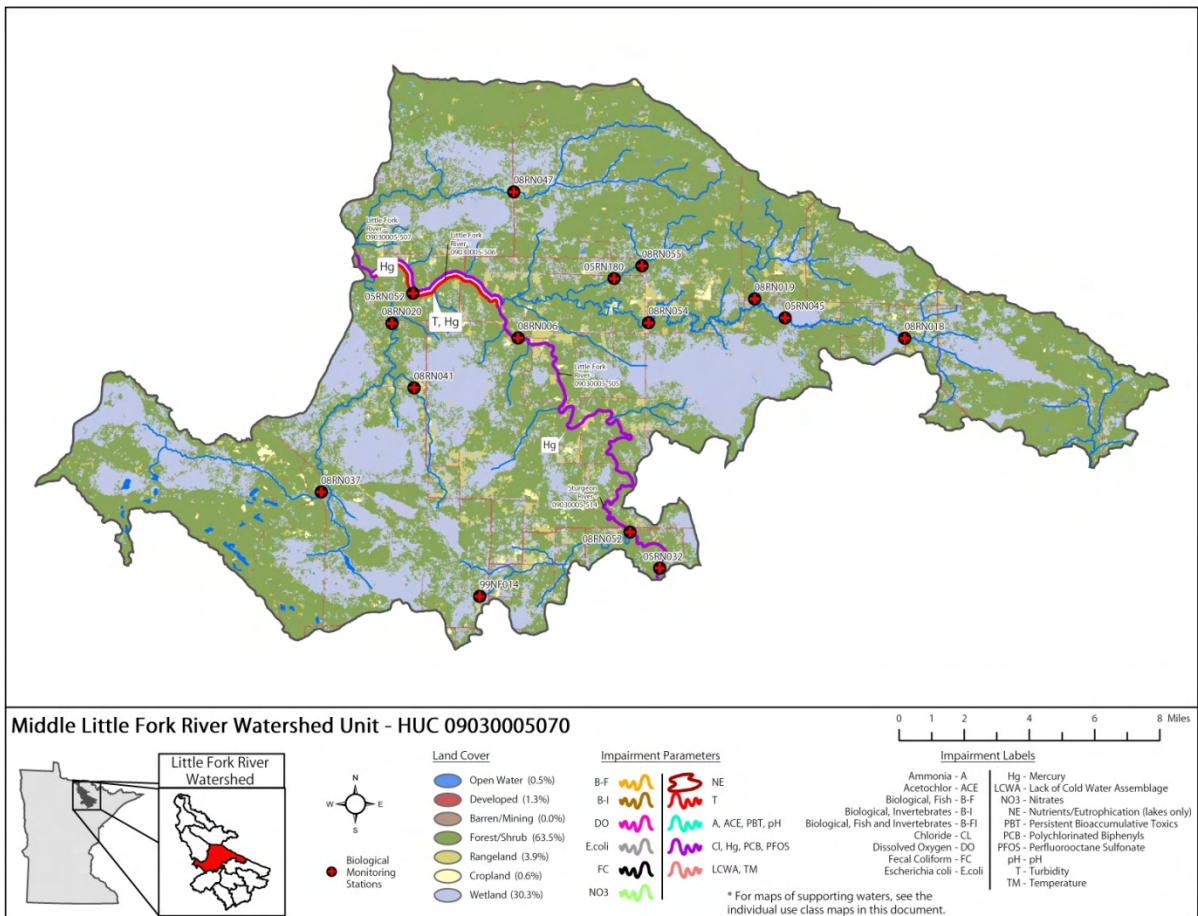 08RN047
Little Fork
River
09030005-507
Little Fork
River
09030005-506
Hg
08RN055
05RN180
05RN052
08RN019
05RN045
08RN020
T, Hg
08RN054
08RN006
08RN018
Little Fork
River
09030005-505
08RN041
Hg
08RN037
Sturgeon
River
09030005-514
08RN052
05RN032
99NF014
Middle Little Fork River Watershed Unit - HUC 09030005070
0 1 2 4 6 8 Miles
Little Fork River
Watershed
N
W E
S
Biological
Monitoring
Stations
Land Cover
Open Water (0.5%)
Developed (1.3%)
Barren/Mining (0.0%)
Forest/Shrub (63.5%)
Rangeland (3.9%)
Cropland (0.6%)
Wetland (30.3%)
Impairment Parameters
B-F
B-I
DO
E.coli
FC
NO3
NE
T
A, ACE, PBT, pH
Cl, Hg, PCB, PFOS
LCWA, TM
* For maps of supporting waters, see the
individual use class maps in this document.
Impairment Labels
Ammonia - A
Acetochlor - ACE
Biological, Fish - B-F
Biological, Invertebrates - B-I
Biological, Fish and Invertebrates - B-FI
Chloride - CL
Dissolved Oxygen - DO
Fecal Coliform - FC
Escherichia coli - E.coli
Hg - Mercury
LCWA - Lack of Cold Water Assemblage
NO3 - Nitrates
NE - Nutrients/Eutrophication (lakes only)
PBT - Persistent Bioaccumulative Toxics
PCB - Polychlorinated Biphenyls
PFOS - Perfluorooctane Sulfonate
pH - pH
T - Turbidity
TM - Temperature